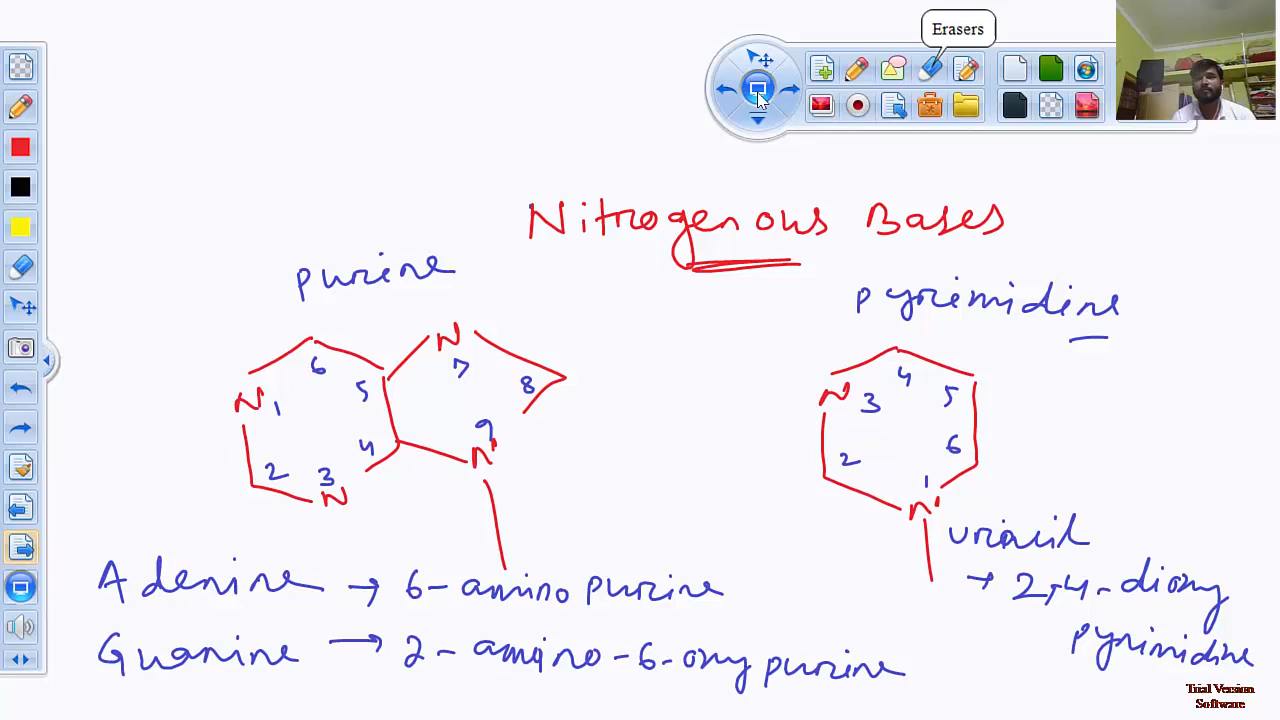 Erasers
Nitrogenous Bases
purine
pyrimidine
N
7
6
5
8
N 1
4
9
N
2
3
N
4
N 3
5
6
2
1
N
uracil
Adenine → 6-amino purine
→ 2,4-dioxy
pyrimidine
Guanine → 2-amino-6-oxy purine
Trial Version
Software